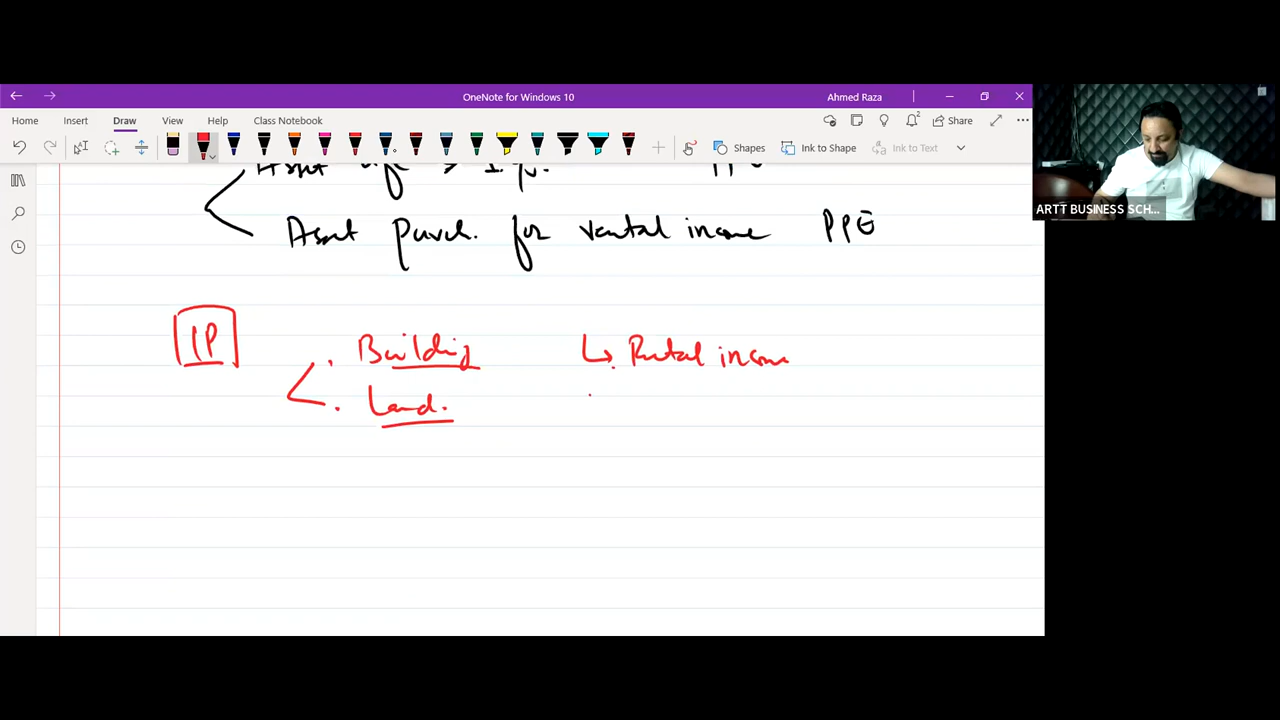 OneNote for Windows 10
Ahmed Raza
Home Insert Draw View Help Class Notebook
Share
Shapes Ink to Shape Ink to Text
Asset
Asset Purch. for rental income PPE
IP
. Building ↳ Rental income
. Land.
ARTT BUSINESS SCH...